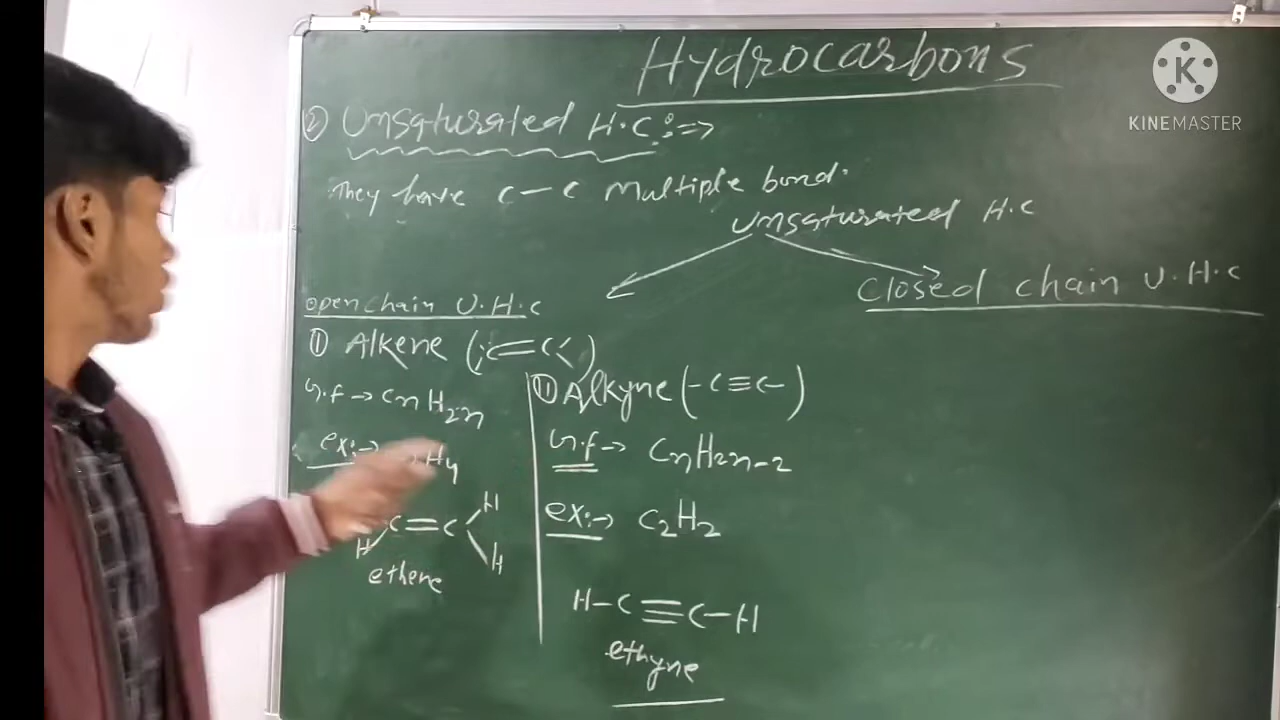 Hydrocarbons
② Unsaturated H.C :⇒
They have C — C Multiple bond.
Unsaturated H.C
open chain U.H.C
① Alkene (>C=C<)
G.f → CnH2n
ex:→ H4
C=C
H
H
H
ethene
⑪ Alkyne (-C≡C-)
G.f → CnH2n-2
ex:→ C2H2
H-C≡C-H
ethyne
Closed chain U.H.C
K
KINEMASTER